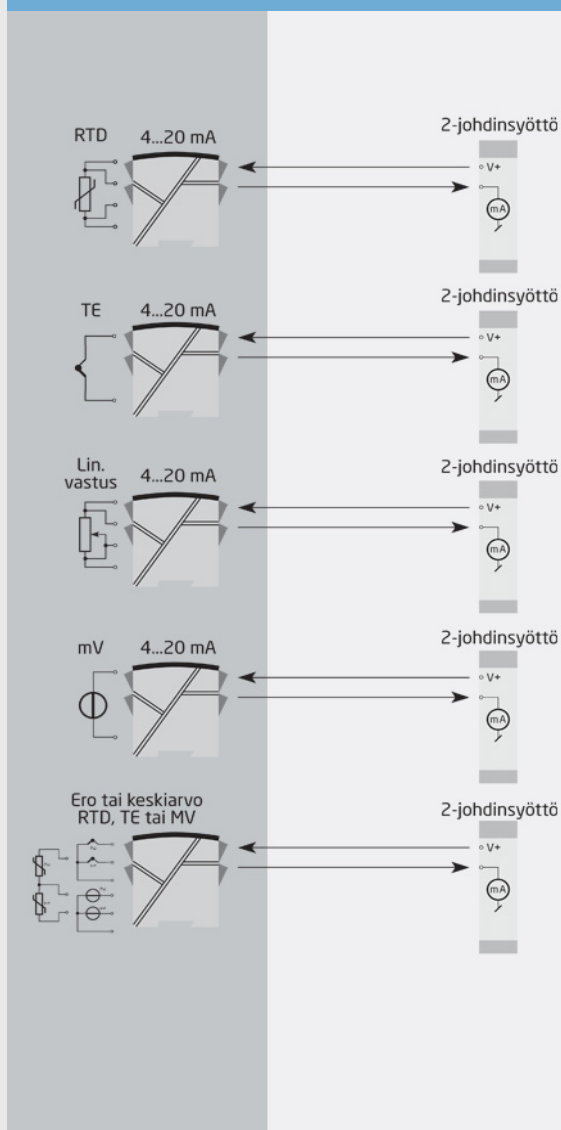 RTD
4...20 mA
2-johdinsyöttö
V+
mA
TE
4...20 mA
2-johdinsyöttö
V+
mA
Lin.
vastus
4...20 mA
2-johdinsyöttö
V+
mA
mV
4...20 mA
2-johdinsyöttö
V+
mA
Ero tai keskiarvo
RTD, TE tai MV
2-johdinsyöttö
V+
mA